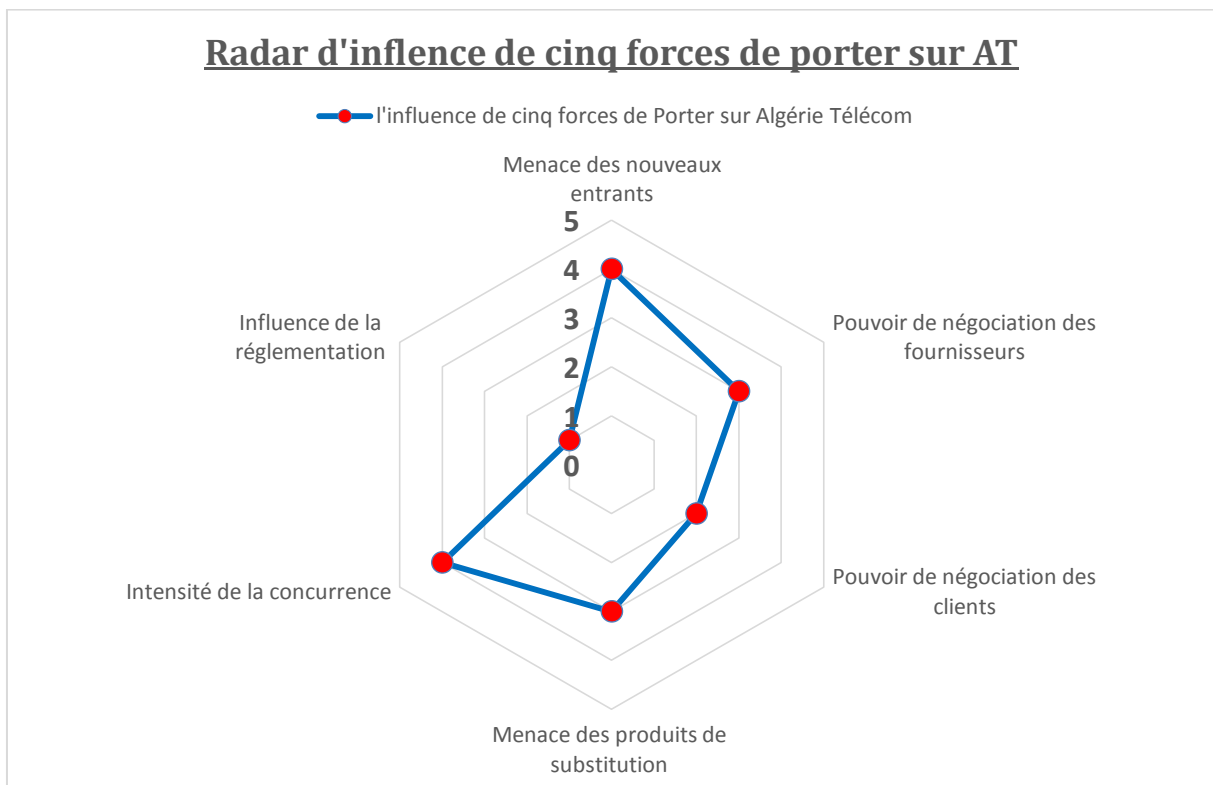 Radar d'inflence de cinq forces de porter sur AT
l'influence de cinq forces de Porter sur Algérie Télécom
Menace des nouveaux
entrants
5
4
3
2
1
0
Pouvoir de négociation des
fournisseurs
Pouvoir de négociation des
clients
Menace des produits de
substitution
Intensité de la concurrence
Influence de la
réglementation